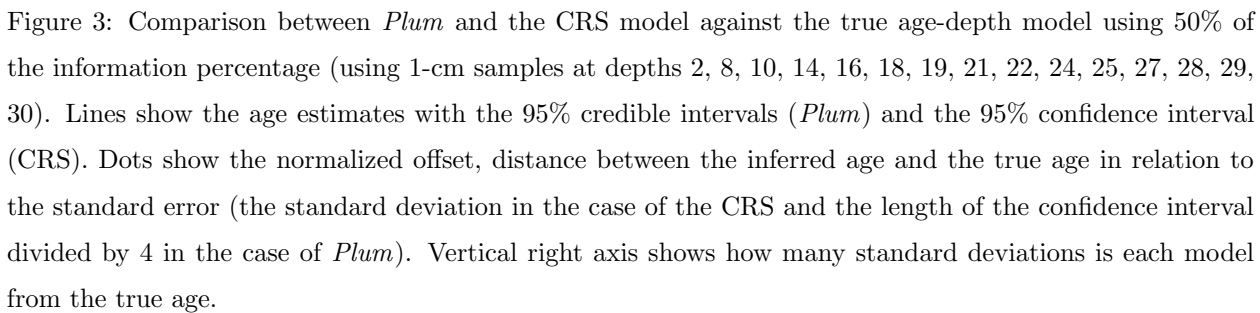 Figure 3: Comparison between Plum and the CRS model against the true age-depth model using 50% of
the information percentage (using 1-cm samples at depths 2, 8, 10, 14, 16, 18, 19, 21, 22, 24, 25, 27, 28, 29,
30). Lines show the age estimates with the 95% credible intervals (Plum) and the 95% confidence interval
(CRS). Dots show the normalized offset, distance between the inferred age and the true age in relation to
the standard error (the standard deviation in the case of the CRS and the length of the confidence interval
divided by 4 in the case of Plum). Vertical right axis shows how many standard deviations is each model
from the true age.